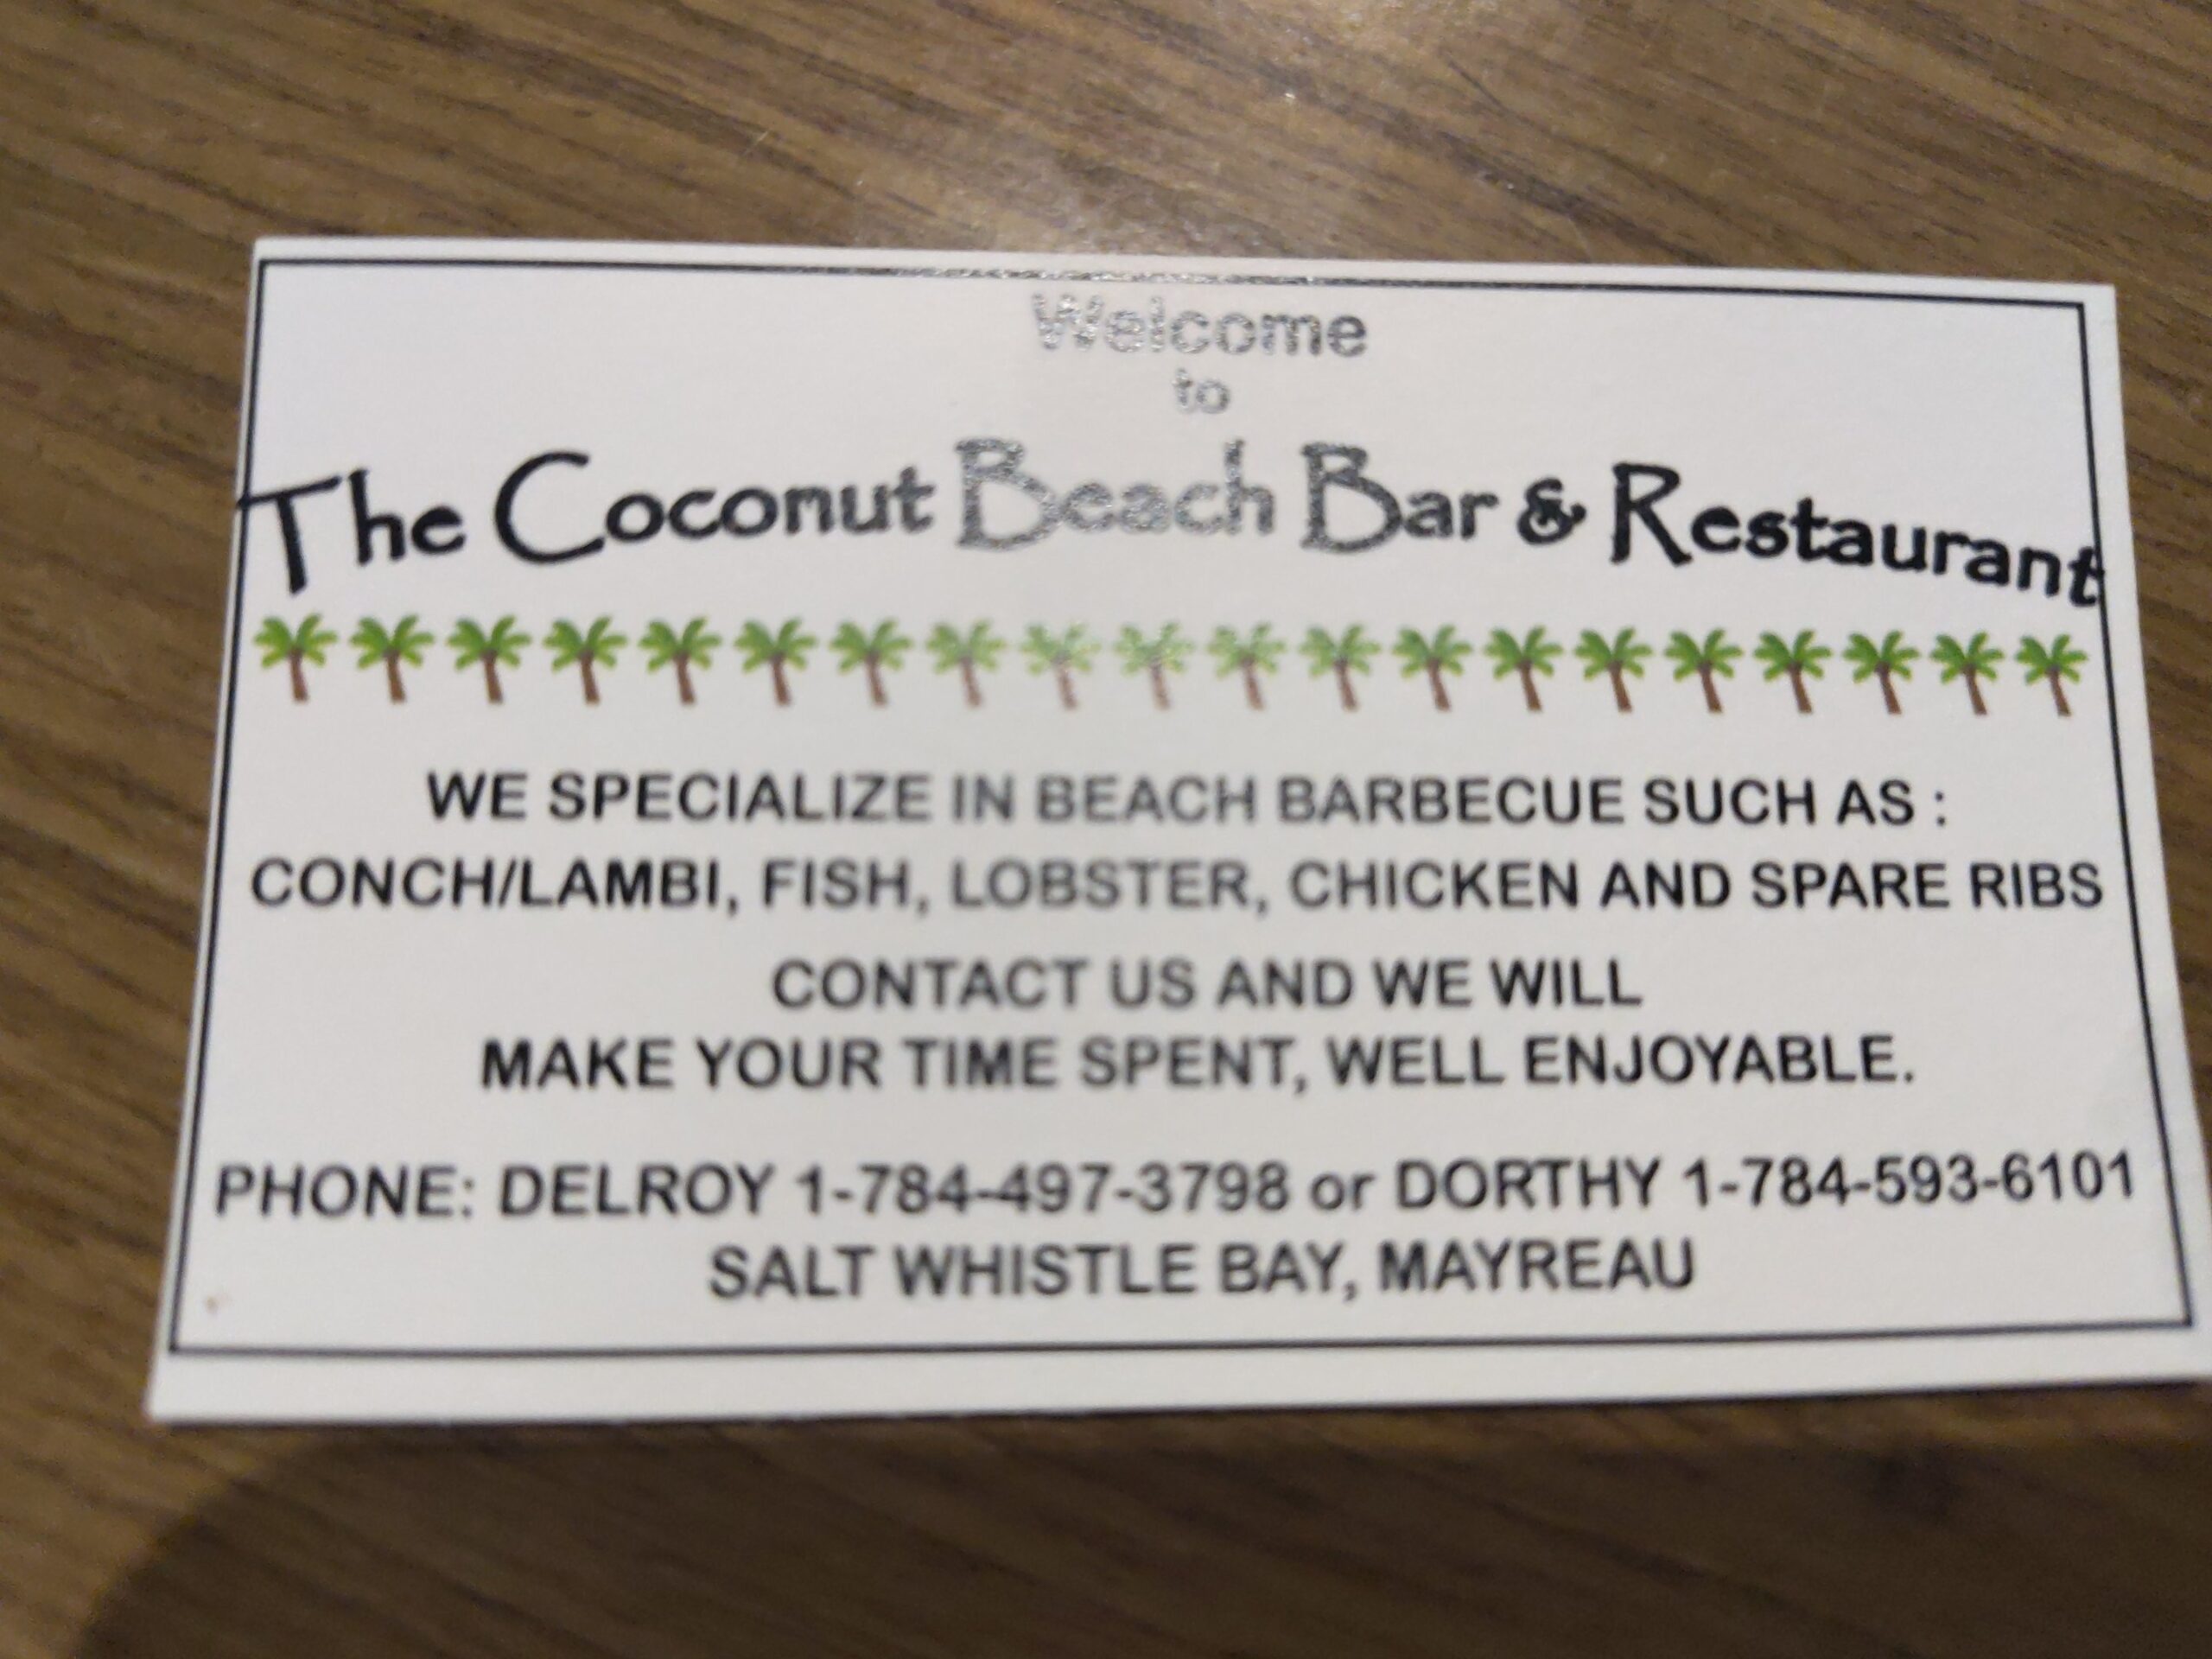 Welcome
to
The Coconut Beach Bar & Restaurant
WE SPECIALIZE IN BEACH BARBECUE SUCH AS :
CONCH/LAMBI, FISH, LOBSTER, CHICKEN AND SPARE RIBS
CONTACT US AND WE WILL
MAKE YOUR TIME SPENT, WELL ENJOYABLE.
PHONE: DELROY 1-784-497-3798 or DORTHY 1-784-593-6101
SALT WHISTLE BAY, MAYREAU